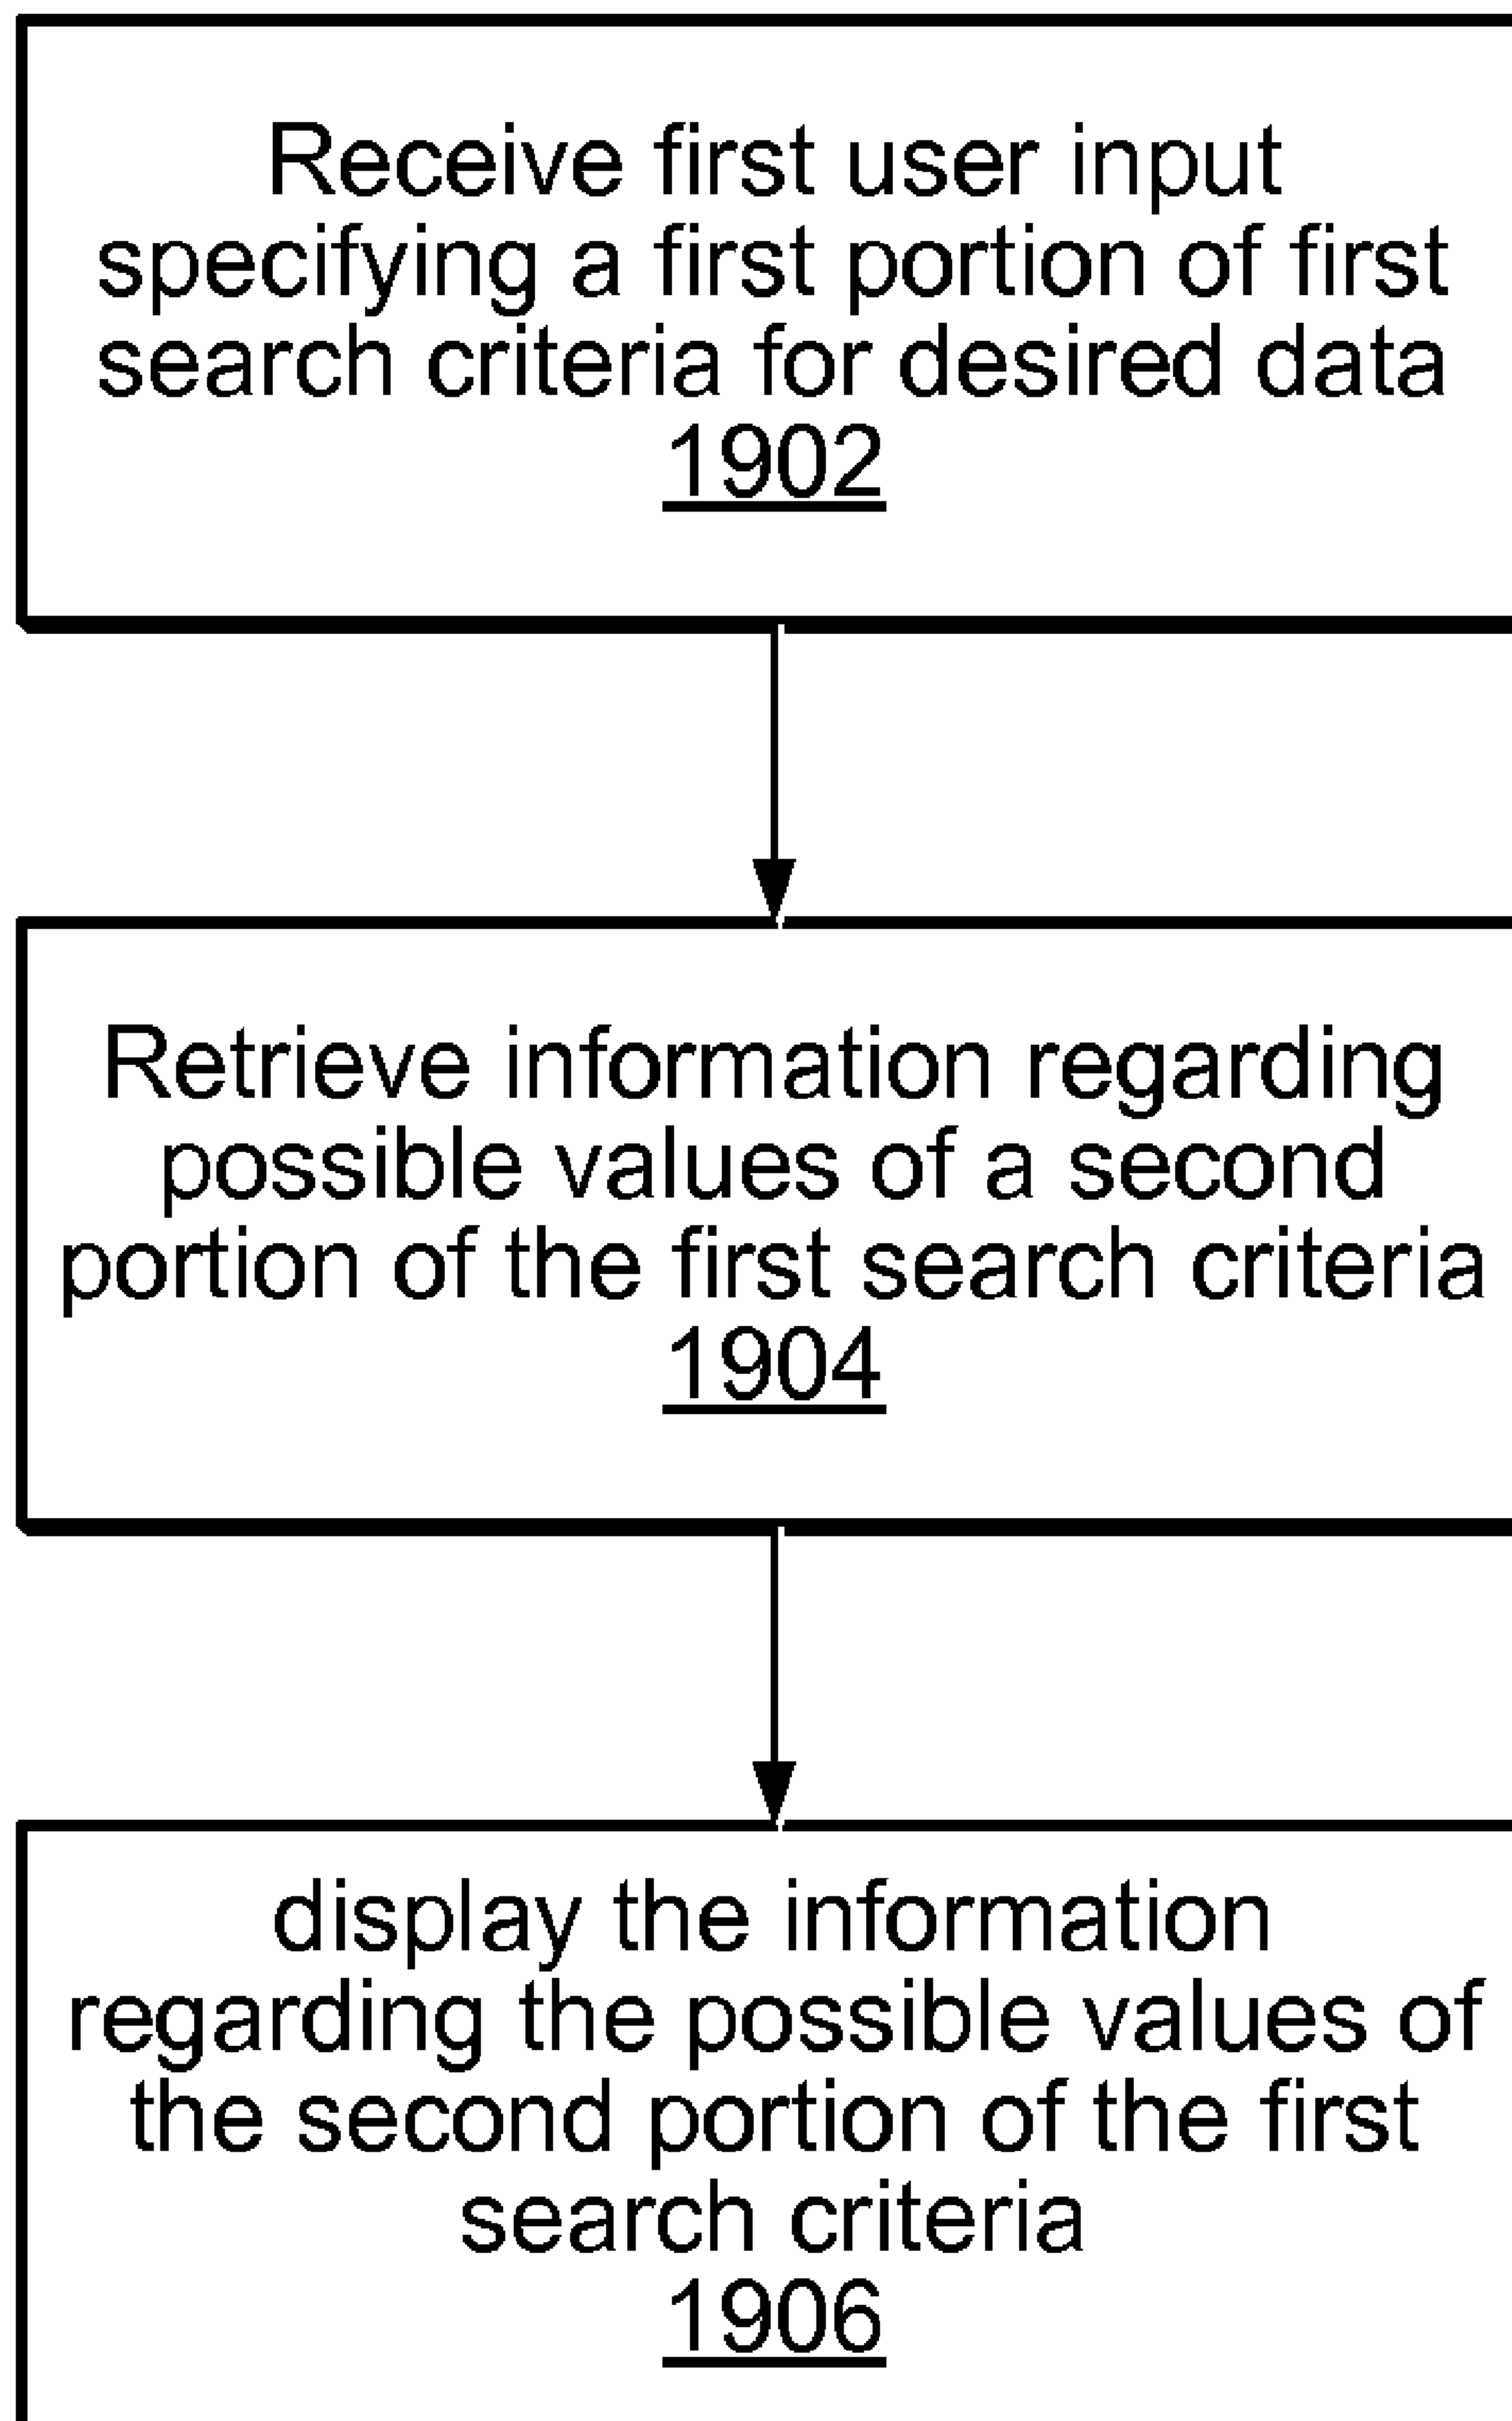 Receive first user input
specifying a first portion of first
search criteria for desired data
1902
Retrieve information regarding
possible values of a second
portion of the first search criteria
1904
display the information
regarding the possible values of
the second portion of the first
search criteria
1906